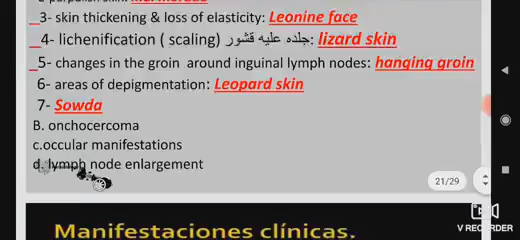 3- skin thickening & loss of elasticity: Leonine face
4- lichenification ( scaling) جلده عليه قشور: lizard skin
5- changes in the groin around inguinal lymph nodes: hanging groin
6- areas of depigmentation: Leopard skin
7- Sowda
B. onchocercoma
c.occular manifestations
d. lymph node enlargement
21/29
V RECORDER
Manifestaciones clínicas.